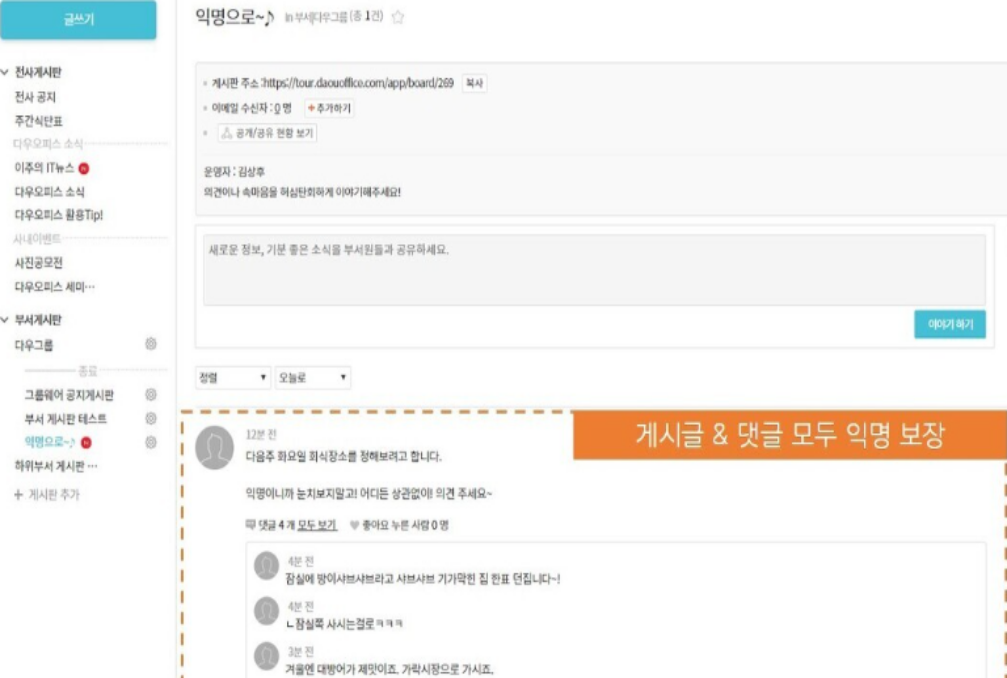 글쓰기
전사게시판
전사 공지
주간식단표
다우오피스 소식
이주의 IT뉴스
다우오피스 소식
다우오피스 활용Tip!
사내이벤트
사진공모전
다우오피스 세미…
부서게시판
다우그룹
종료
그룹웨어 공지게시판
부서 게시판 테스트
익명으로~♪
하위부서 게시판 …
+ 게시판 추가
익명으로~♪ in 부서다우그룹 (총 1건) ☆
게시판 주소 :https://tour.daouoffice.com/app/board/269 복사
이메일 수신자 : 0 명 +추가하기
공개/공유 현황 보기
운영자 : 김상후
의견이나 속마음을 허심탄회하게 이야기해주세요!
새로운 정보, 기분 좋은 소식을 부서원들과 공유하세요.
이야기 하기
정렬 오늘로
게시글 & 댓글 모두 익명 보장
12분 전
다음주 화요일 회식장소를 정해보려고 합니다.
익명이니까 눈치보지말고! 어디든 상관없이! 의견 주세요~
댓글 4 개 모두 보기 좋아요 누른 사람 0 명
4분 전
잠실에 방이샤브샤브라고 샤브샤브 기가막힌 집 한표 던집니다~!
4분 전
ㄴ잠실쪽 사시는걸로ㅋㅋㅋ
3분 전
겨울엔 대방어가 제맛이죠. 가락시장으로 가시죠.